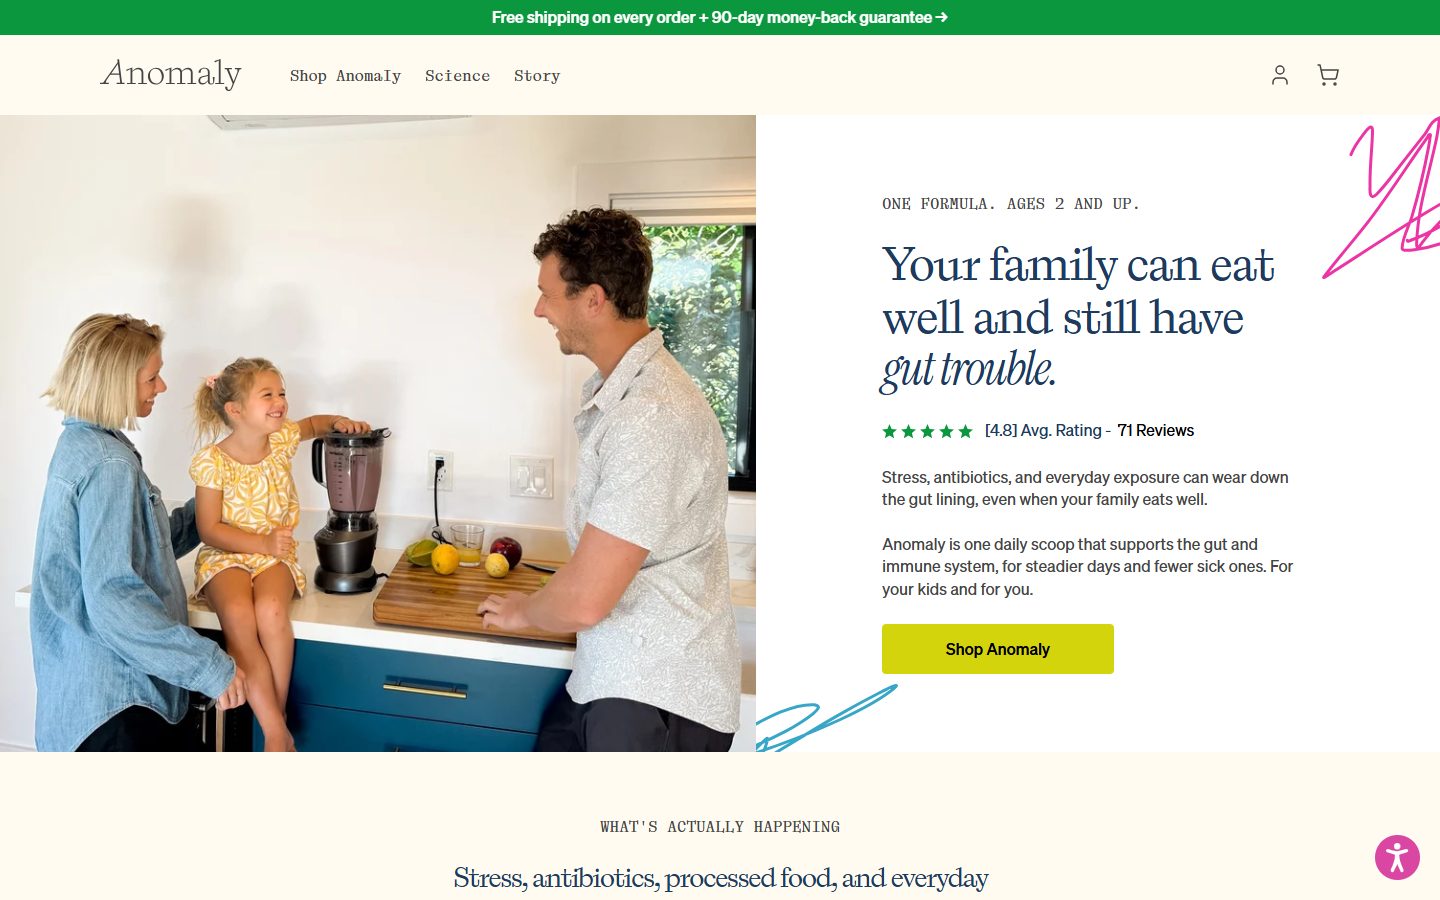 Free shipping on every order + 90-day money-back guarantee →
Anomaly
Shop Anomaly
Science
Story
ONE FORMULA. AGES 2 AND UP.
Your family can eat
well and still have
gut trouble.
[4.8] Avg. Rating - 71 Reviews
Stress, antibiotics, and everyday exposure can wear down
the gut lining, even when your family eats well.
Anomaly is one daily scoop that supports the gut and
immune system, for steadier days and fewer sick ones. For
your kids and for you.
Shop Anomaly
WHAT'S ACTUALLY HAPPENING
Stress, antibiotics, processed food, and everyday